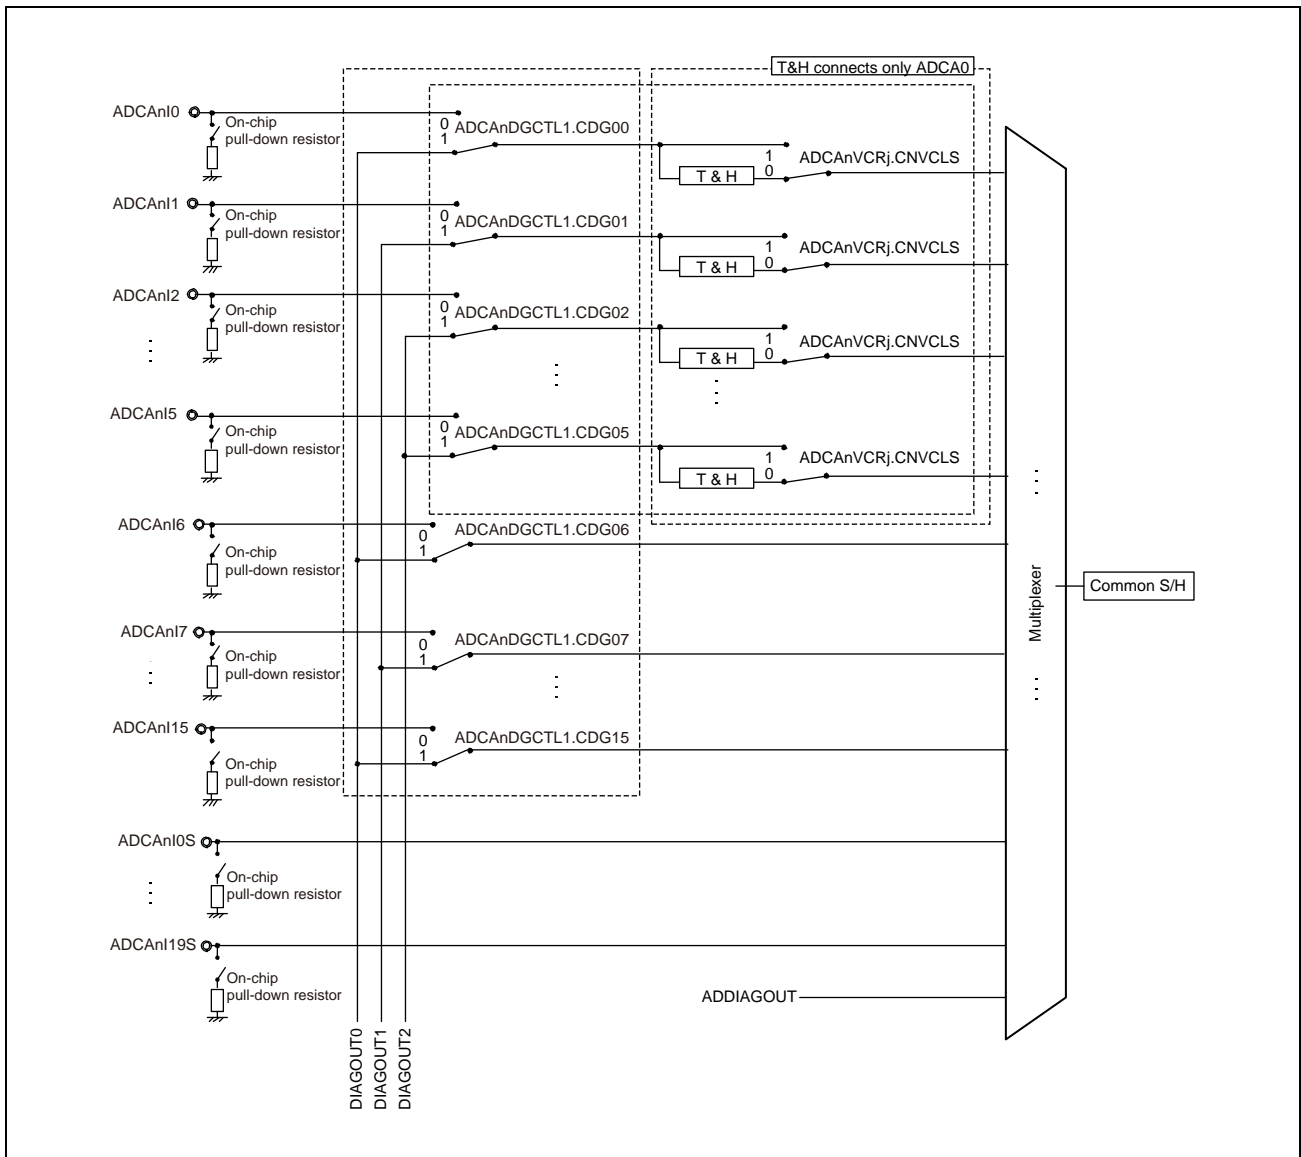 T&H connects only ADCA0
ADCAnI0
On-chip
pull-down resistor
0
1
ADCAnDGCTL1.CDG00
T & H
1
0
ADCAnVCRj.CNVCLS
ADCAnI1
On-chip
pull-down resistor
0
1
ADCAnDGCTL1.CDG01
T & H
1
0
ADCAnVCRj.CNVCLS
ADCAnI2
On-chip
pull-down resistor
0
1
ADCAnDGCTL1.CDG02
T & H
1
0
ADCAnVCRj.CNVCLS
ADCAnI5
On-chip
pull-down resistor
0
1
ADCAnDGCTL1.CDG05
T & H
1
0
ADCAnVCRj.CNVCLS
ADCAnI6
On-chip
pull-down resistor
0
1
ADCAnDGCTL1.CDG06
Multiplexer
Common S/H
ADCAnI7
On-chip
pull-down resistor
0
1
ADCAnDGCTL1.CDG07
ADCAnI15
On-chip
pull-down resistor
0
1
ADCAnDGCTL1.CDG15
ADCAnI0S
On-chip
pull-down resistor
ADCAnI19S
On-chip
pull-down resistor
ADDIAGOUT
DIAGOUT0
DIAGOUT1
DIAGOUT2